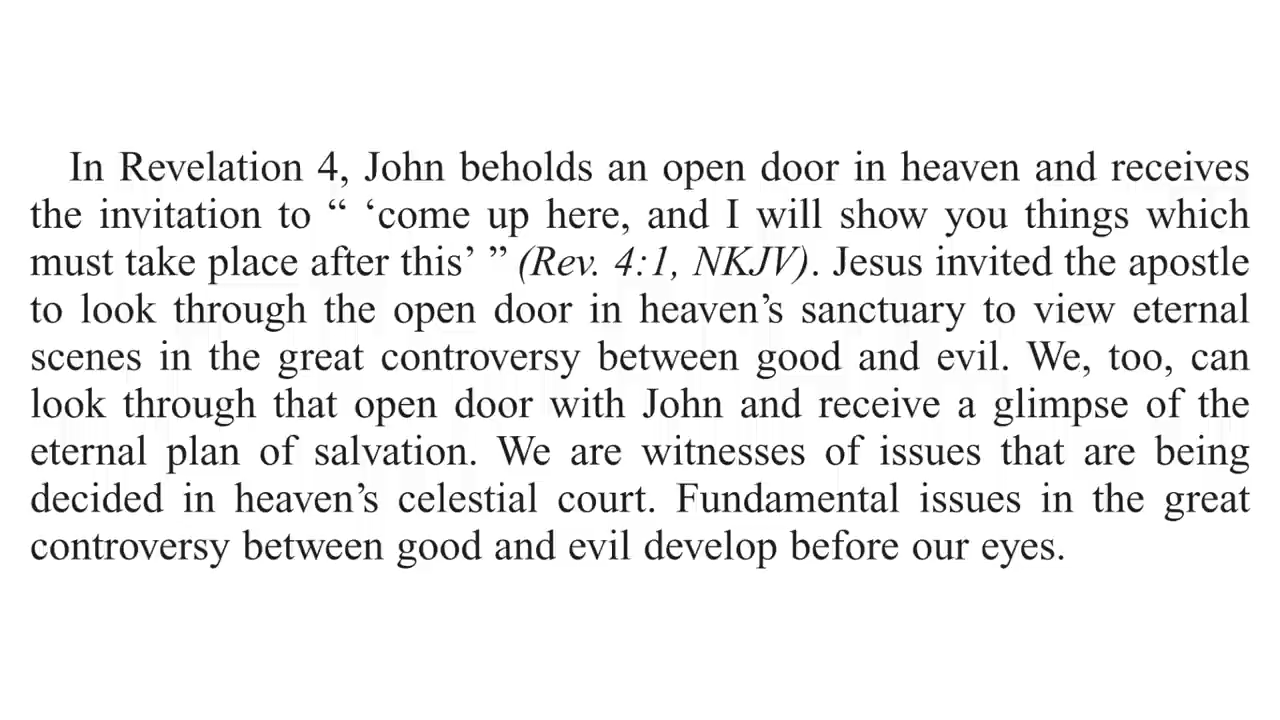 In Revelation 4, John beholds an open door in heaven and receives
the invitation to “ ‘come up here, and I will show you things which
must take place after this’ ” (Rev. 4:1, NKJV). Jesus invited the apostle
to look through the open door in heaven’s sanctuary to view eternal
scenes in the great controversy between good and evil. We, too, can
look through that open door with John and receive a glimpse of the
eternal plan of salvation. We are witnesses of issues that are being
decided in heaven’s celestial court. Fundamental issues in the great
controversy between good and evil develop before our eyes.